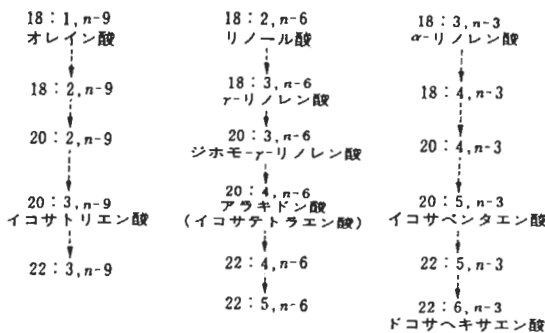 18：1, n-9
オレイン酸
18：2, n-9
20：2, n-9
20：3, n-9
イコサトリエン酸
22：3, n-9
18：2, n-6
リノール酸
18：3, n-6
γ-リノレン酸
20：3, n-6
ジホモ-γ-リノレン酸
20：4, n-6
アラキドン酸
(イコサテトラエン酸)
22：4, n-6
22：5, n-6
18：3, n-3
α-リノレン酸
18：4, n-3
20：4, n-3
20：5, n-3
イコサペンタエン酸
22：5, n-3
22：6, n-3
ドコサヘキサエン酸